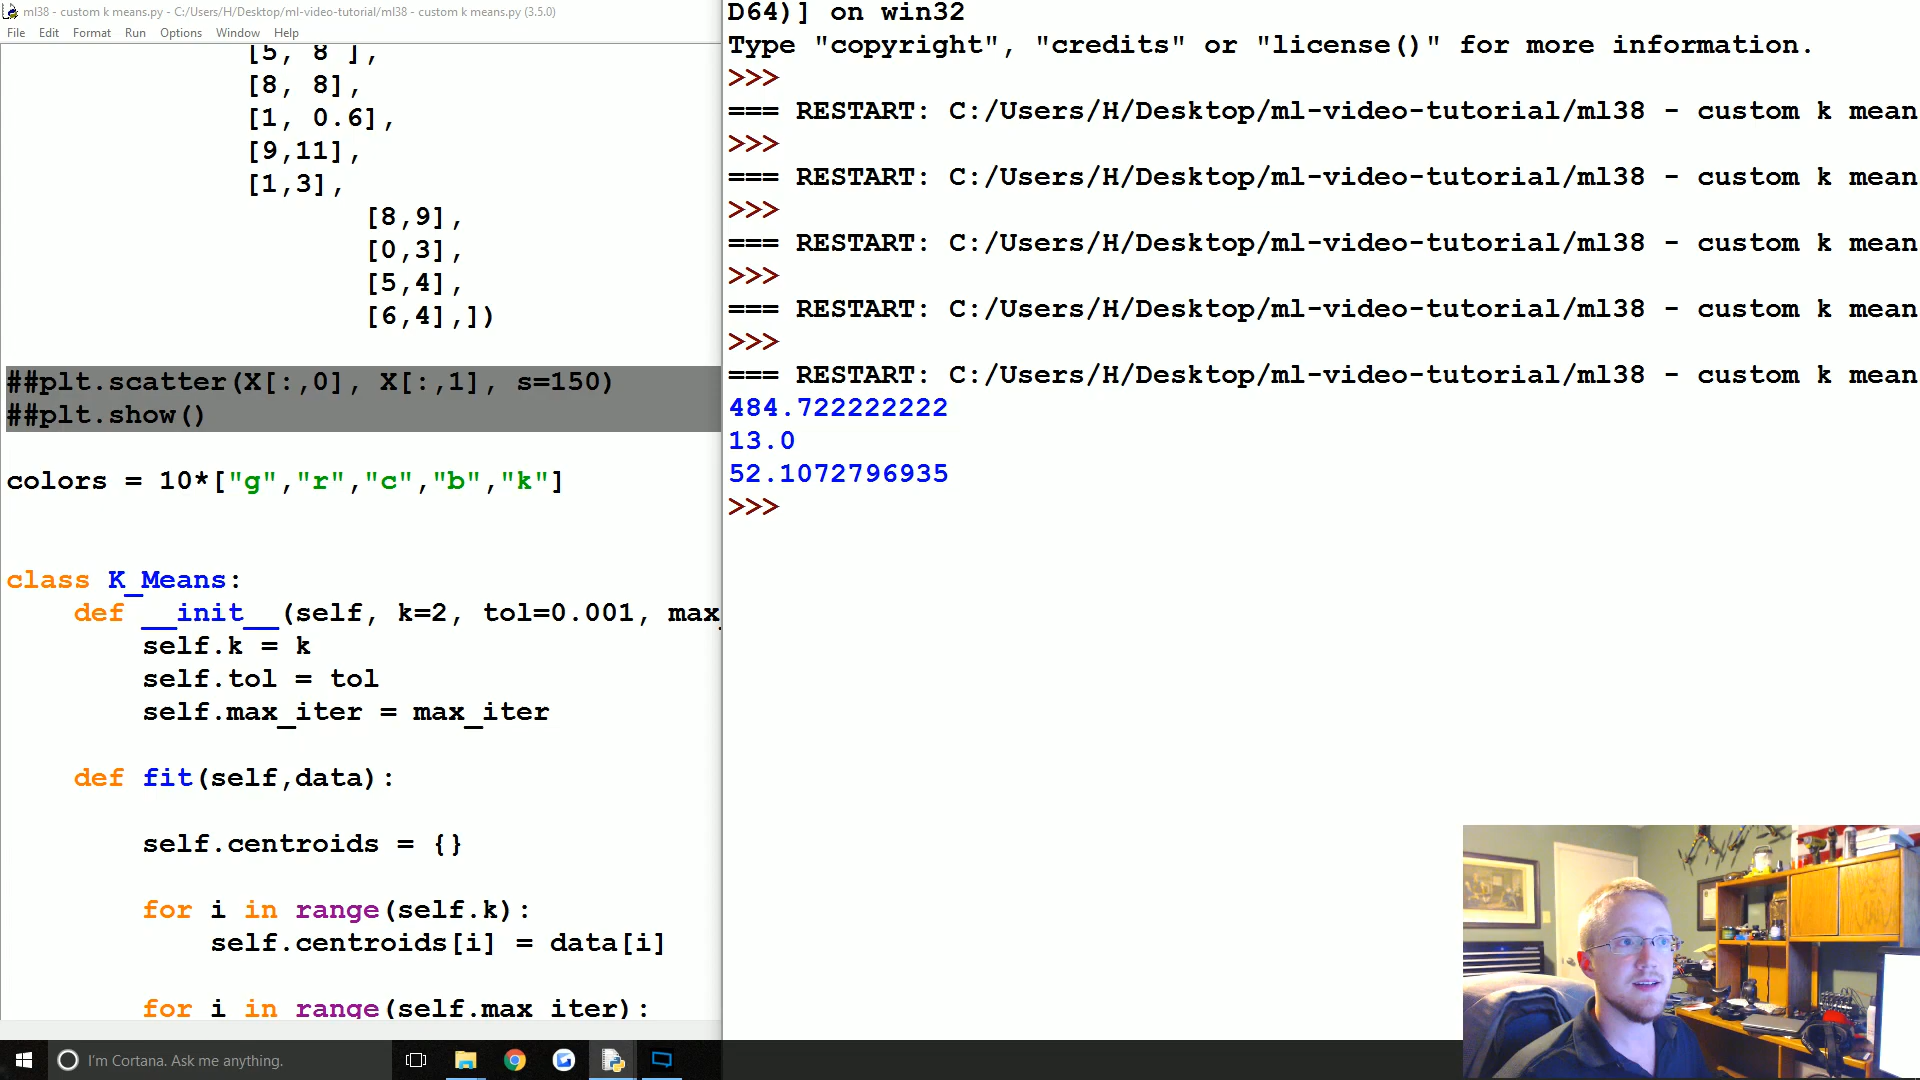 ml38 - custom k means.py - C:/Users/H/Desktop/ml-video-tutorial/ml38 - custom k means.py (3.5.0)
File Edit Format Run Options Window Help
[5, 8 ],
[8, 8],
[1, 0.6],
[9,11],
[1,3],
[8,9],
[0,3],
[5,4],
[6,4],])
##plt.scatter(X[:,0], X[:,1], s=150)
##plt.show()
colors = 10*["g","r","c","b","k"]
class K_Means:
def __init__(self, k=2, tol=0.001, max_
self.k = k
self.tol = tol
self.max_iter = max_iter
def fit(self,data):
self.centroids = {}
for i in range(self.k):
self.centroids[i] = data[i]
for i in range(self.max_iter):
D64)] on win32
Type "copyright", "credits" or "license()" for more information.
>>>
=== RESTART: C:/Users/H/Desktop/ml-video-tutorial/ml38 - custom k mean
>>>
=== RESTART: C:/Users/H/Desktop/ml-video-tutorial/ml38 - custom k mean
>>>
=== RESTART: C:/Users/H/Desktop/ml-video-tutorial/ml38 - custom k mean
>>>
=== RESTART: C:/Users/H/Desktop/ml-video-tutorial/ml38 - custom k mean
>>>
=== RESTART: C:/Users/H/Desktop/ml-video-tutorial/ml38 - custom k mean
484.722222222
13.0
52.1072796935
>>>
I'm Cortana. Ask me anything.